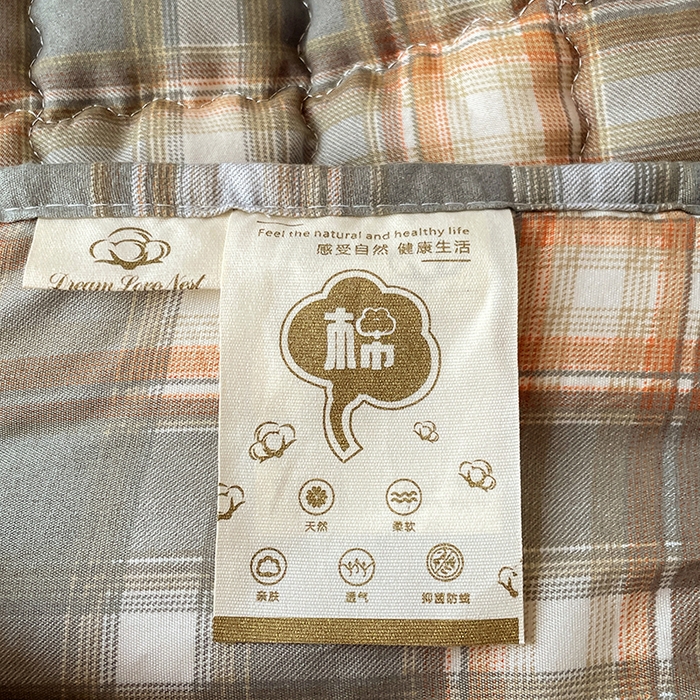 Feel the natural and healthy life
感受自然 健康生活
Dream Love Nest
棉
天然
柔软
亲肤
透气
抑菌防螨